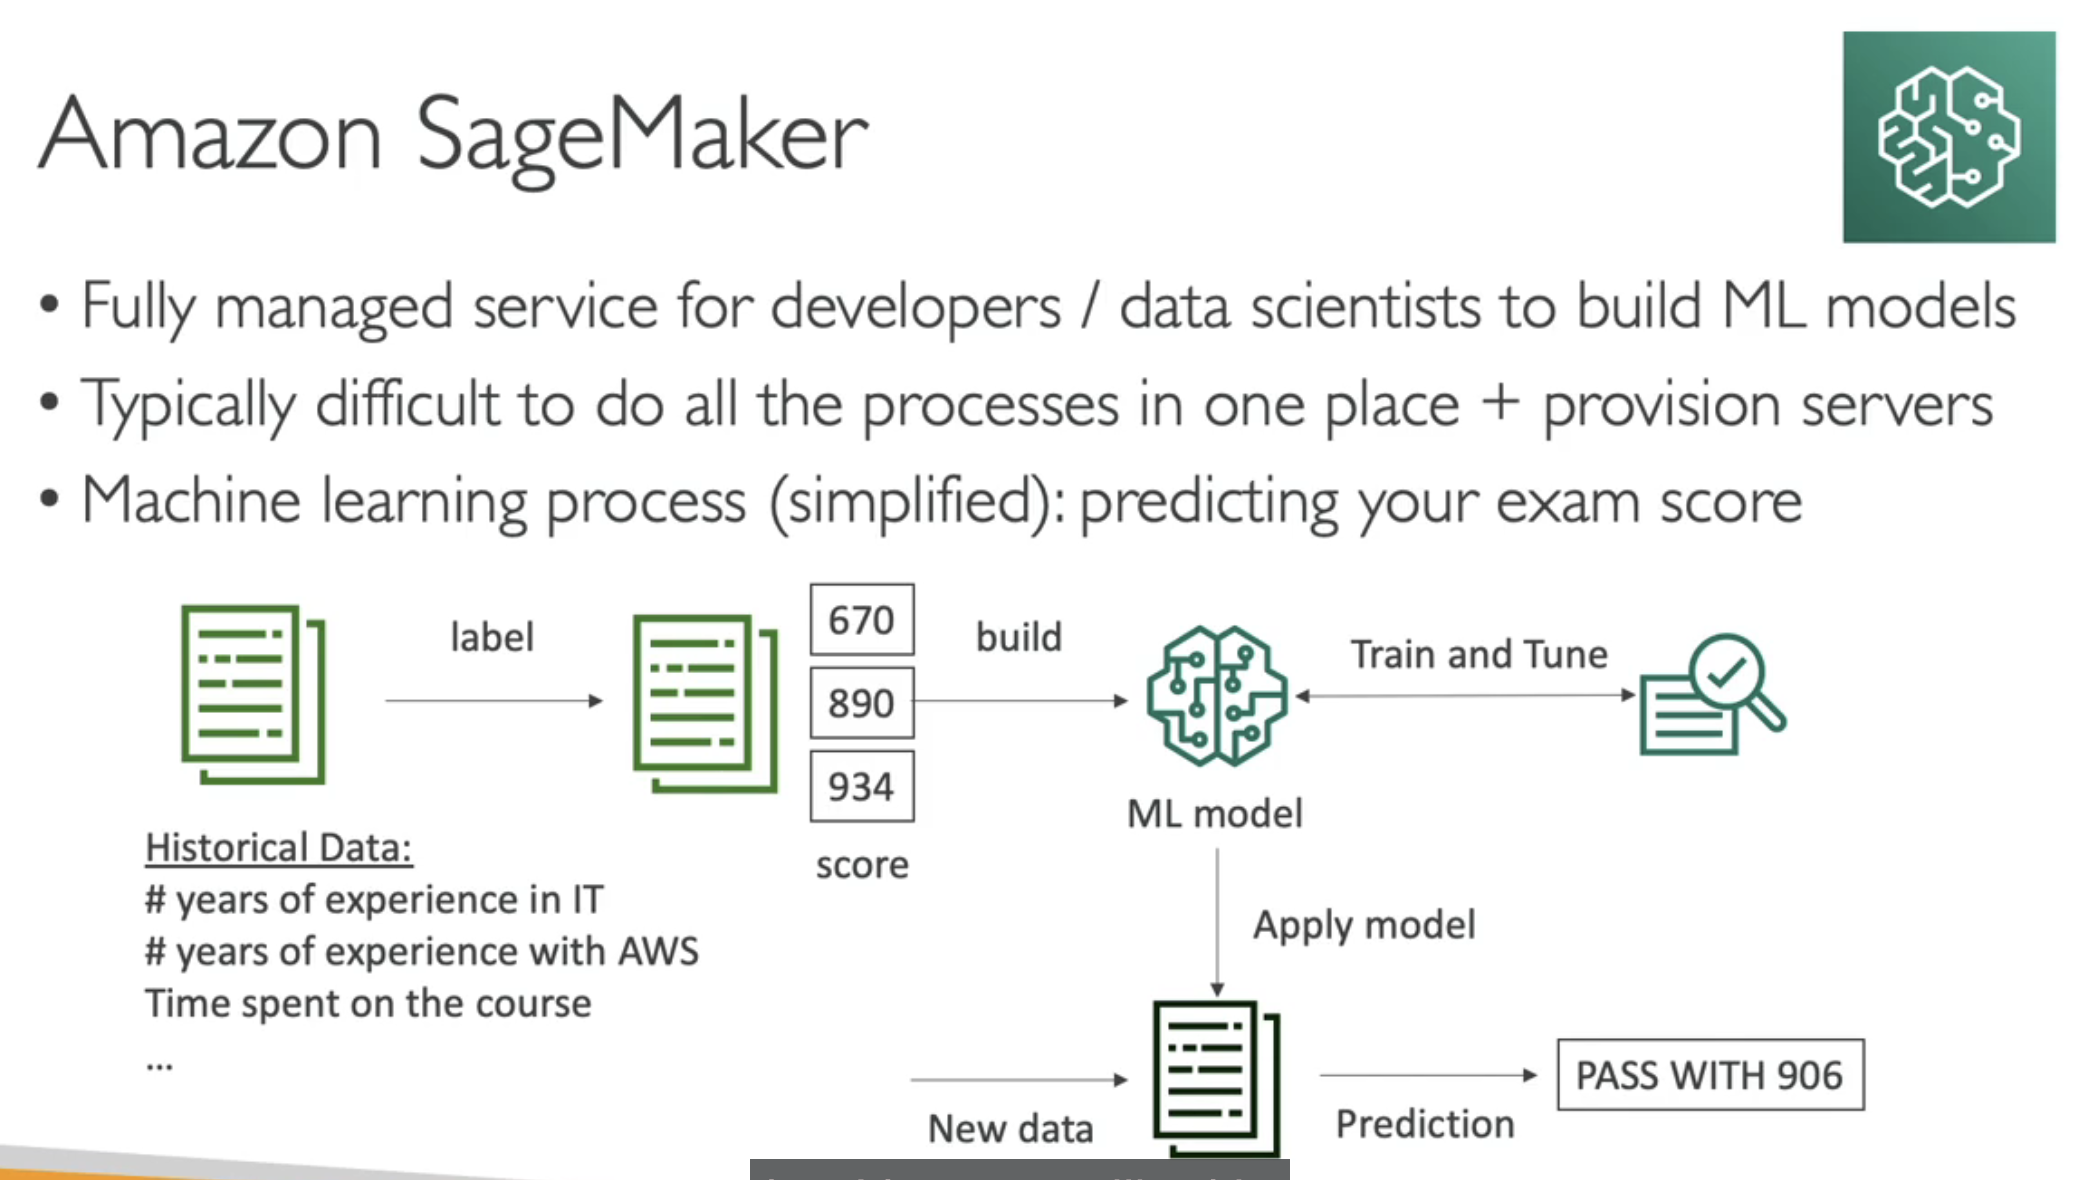 Amazon SageMaker
• Fully managed service for developers / data scientists to build ML models
• Typically difficult to do all the processes in one place + provision servers
• Machine learning process (simplified): predicting your exam score
label
670
890
934
score
build
Train and Tune
ML model
Historical Data:
# years of experience in IT
# years of experience with AWS
Time spent on the course
...
Apply model
New data
Prediction
PASS WITH 906